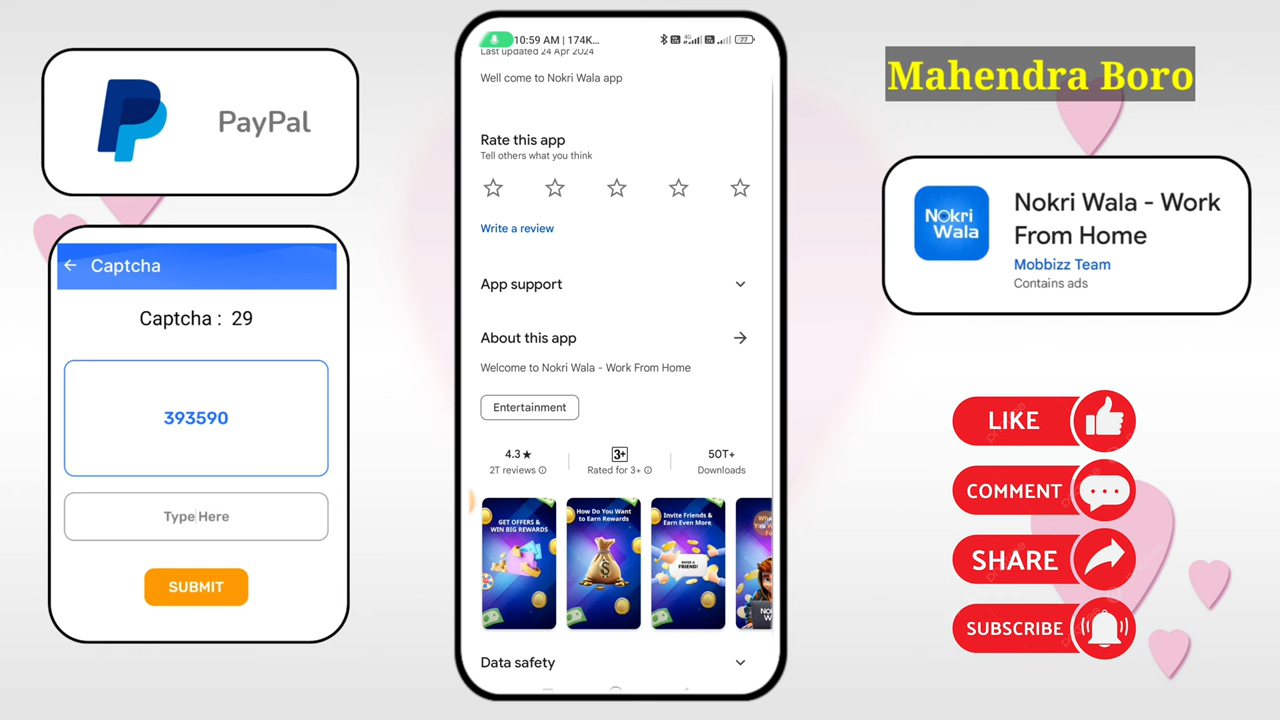 PayPal
Captcha
Captcha : 29
393590
Type Here
SUBMIT
10:59 AM | 174K...
4G
77
Last updated 24 Apr 2024
Well come to Nokri Wala app
Rate this app
Tell others what you think
Write a review
App support
About this app
Welcome to Nokri Wala - Work From Home
Entertainment
4.3★
2T reviews
3+
Rated for 3+
50T+
Downloads
GET OFFERS &
WIN BIG REWARDS
How Do You Want
to Earn Rewards
Invite Friends &
Earn Even More
REFER A
FRIEND!
Data safety
Mahendra Boro
Nokri
Wala
Nokri Wala - Work
From Home
Mobbizz Team
Contains ads
LIKE
COMMENT
SHARE
SUBSCRIBE